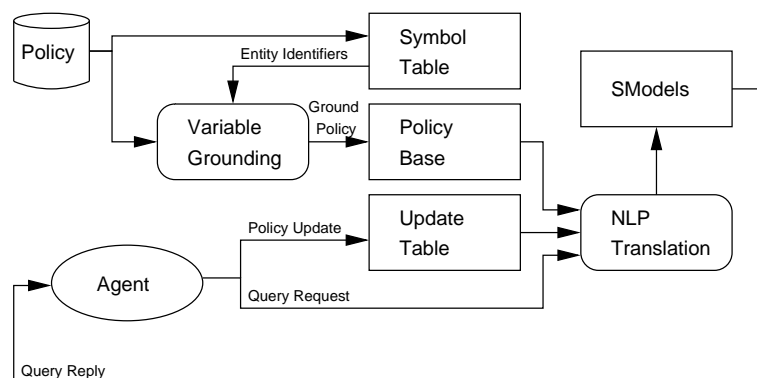 Policy
Symbol
Table
Entity Identifiers
SModels
Variable
Grounding
Ground
Policy
Policy
Base
Policy Update
Update
Table
NLP
Translation
Agent
Query Request
Query Reply